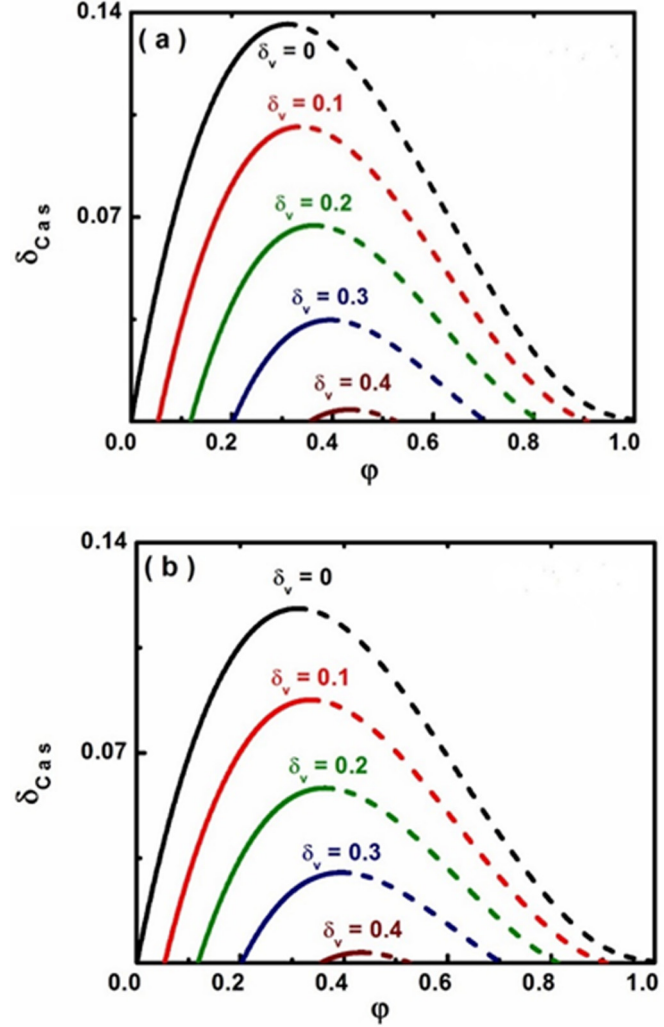 0.14
( a )
δv = 0
δv = 0.1
0.07
δv = 0.2
δCas
δv = 0.3
δv = 0.4
0.0 0.2 0.4 0.6 0.8 1.0
φ
0.14
( b )
δv = 0
δv = 0.1
0.07
δv = 0.2
δCas
δv = 0.3
δv = 0.4
0.0 0.2 0.4 0.6 0.8 1.0
φ